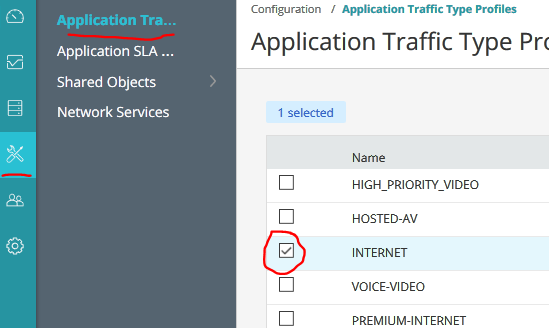 Application Tra...
Application SLA ...
Shared Objects
Network Services
Configuration / Application Traffic Type Profiles
Application Traffic Type Pro
1 selected
Name
HIGH_PRIORITY_VIDEO
HOSTED-AV
INTERNET
VOICE-VIDEO
PREMIUM-INTERNET